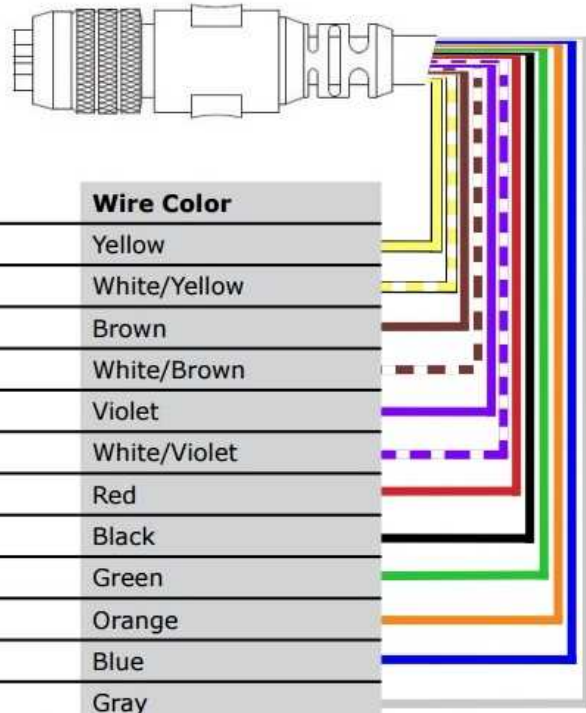 Wire Color
Yellow
White/Yellow
Brown
White/Brown
Violet
White/Violet
Red
Black
Green
Orange
Blue
Gray